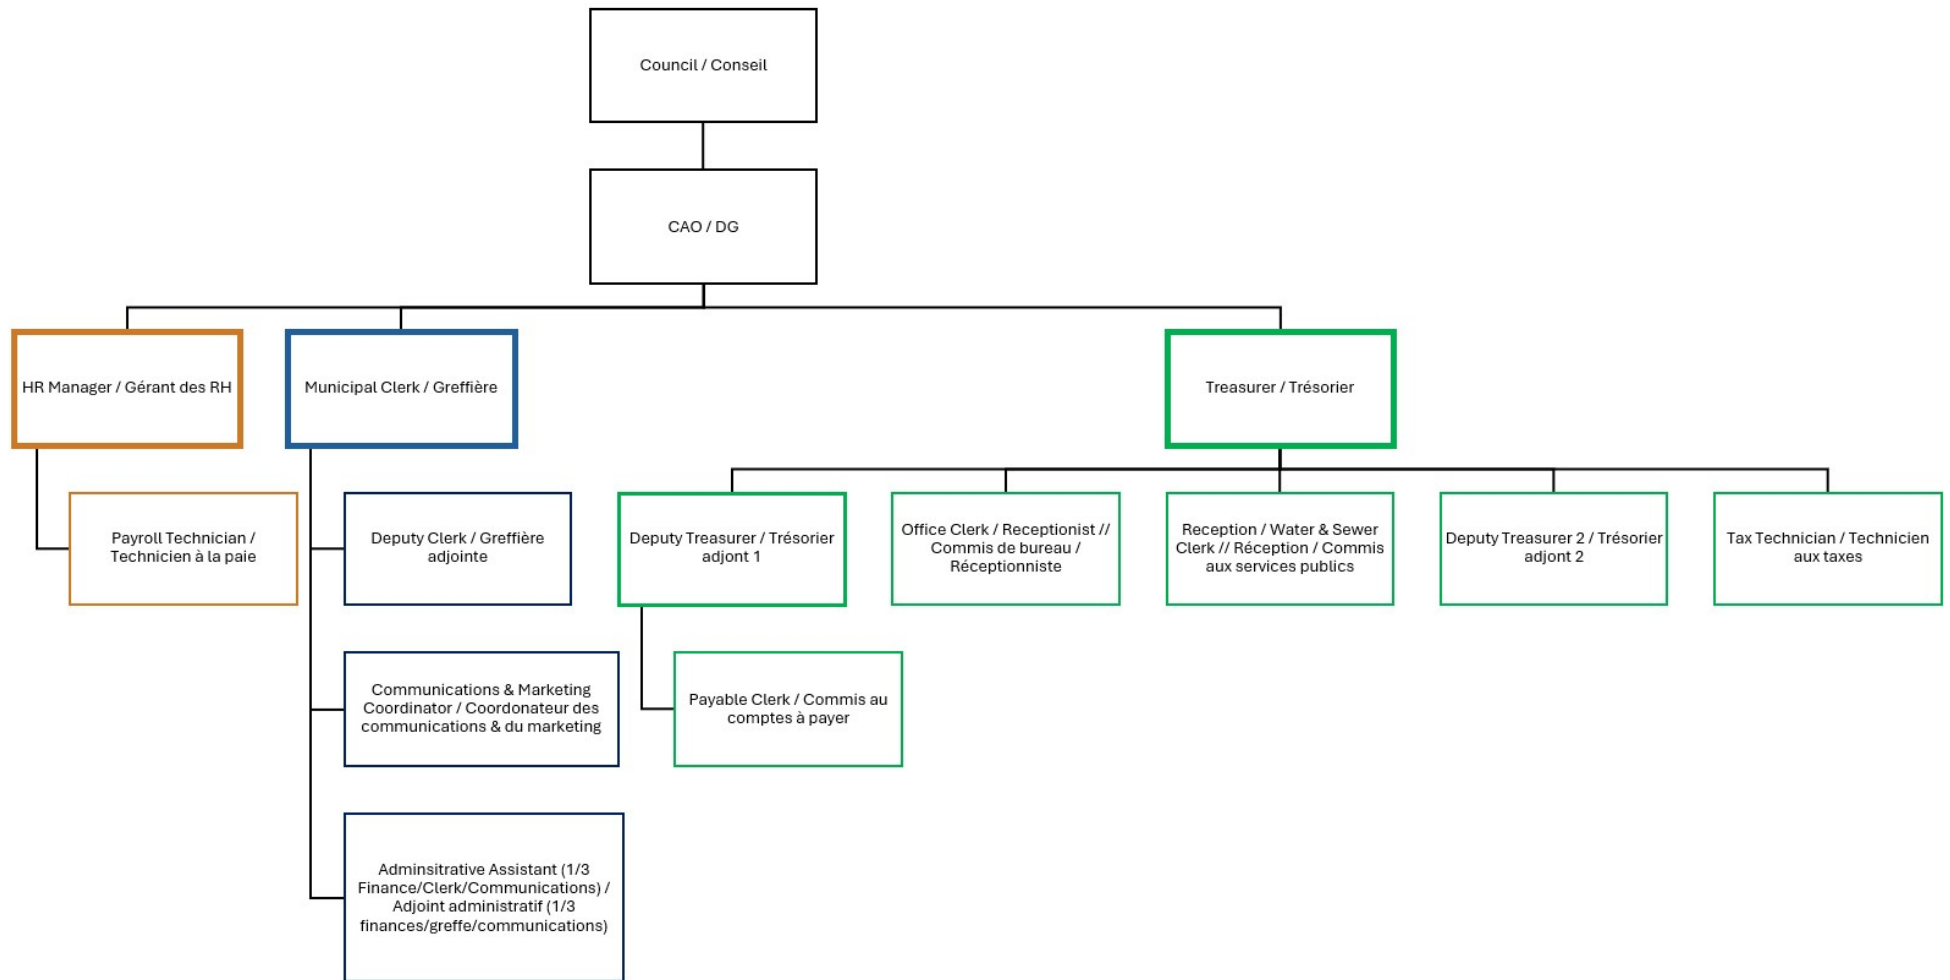 Council / Conseil
CAO / DG
HR Manager / Gérant des RH
Municipal Clerk / Greffière
Treasurer / Trésorier
Payroll Technician /
Technicien à la paie
Deputy Clerk / Greffière
adjointe
Deputy Treasurer / Trésorier
adjont 1
Office Clerk / Receptionist //
Commis de bureau /
Réceptionniste
Reception / Water & Sewer
Clerk // Réception / Commis
aux services publics
Deputy Treasurer 2 / Trésorier
adjont 2
Tax Technician / Technicien
aux taxes
Communications & Marketing
Coordinator / Coordonateur des
communications & du marketing
Payable Clerk / Commis au
comptes à payer
Adminsitrative Assistant (1/3
Finance/Clerk/Communications) /
Adjoint administratif (1/3
finances/greffe/communications)